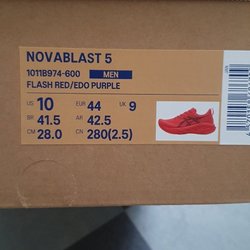 NOVABLAST 5
1011B974-600 MEN
FLASH RED/EDO PURPLE
US 10 EUR 44 UK 9
BR 41.5 AR 42.5
CM 28.0 CN 280(2.5)